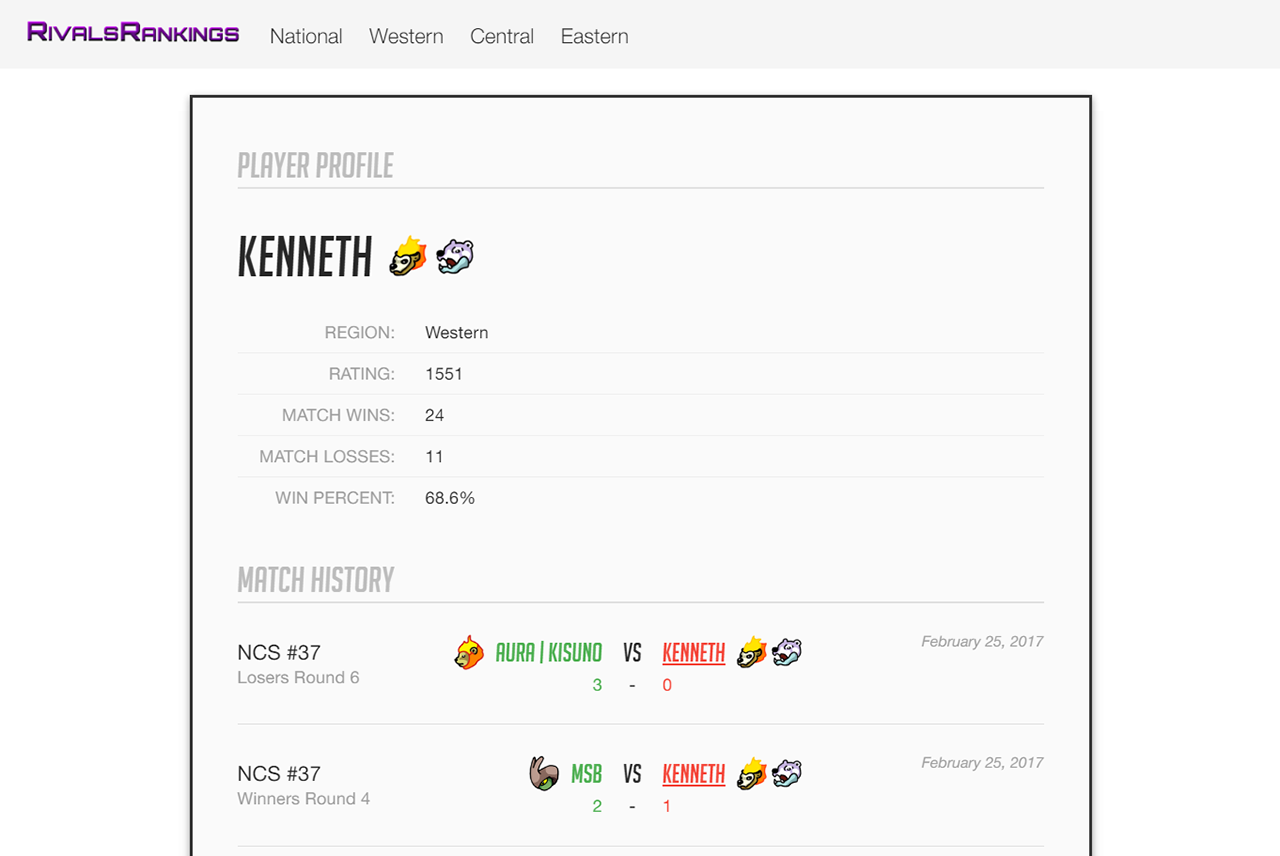 RivalsRankings National Western Central Eastern
PLAYER PROFILE
KENNETH
REGION: Western
RATING: 1551
MATCH WINS: 24
MATCH LOSSES: 11
WIN PERCENT: 68.6%
MATCH HISTORY
NCS #37 AURA | KISUNO VS KENNETH February 25, 2017
Losers Round 6 3 - 0
NCS #37 MSB VS KENNETH February 25, 2017
Winners Round 4 2 - 1